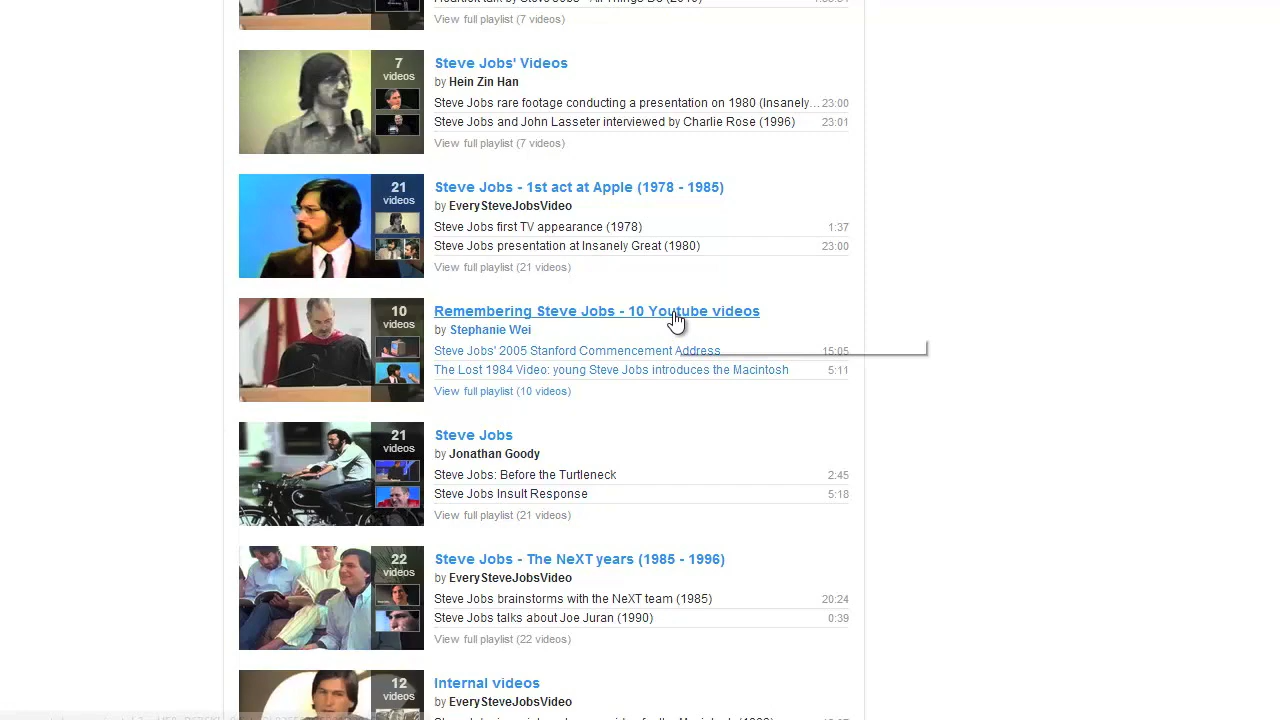 View full playlist (7 videos)
7
videos
Steve Jobs' Videos
by Hein Zin Han
Steve Jobs rare footage conducting a presentation on 1980 (Insanely... 23:00
Steve Jobs and John Lasseter interviewed by Charlie Rose (1996) 23:01
View full playlist (7 videos)
21
videos
Steve Jobs - 1st act at Apple (1978 - 1985)
by EverySteveJobsVideo
Steve Jobs first TV appearance (1978) 1:37
Steve Jobs presentation at Insanely Great (1980) 23:00
View full playlist (21 videos)
10
videos
Remembering Steve Jobs - 10 Youtube videos
by Stephanie Wei
Steve Jobs' 2005 Stanford Commencement Address 15:05
The Lost 1984 Video: young Steve Jobs introduces the Macintosh 5:11
View full playlist (10 videos)
21
videos
Steve Jobs
by Jonathan Goody
Steve Jobs: Before the Turtleneck 2:45
Steve Jobs Insult Response 5:18
View full playlist (21 videos)
22
videos
Steve Jobs - The NeXT years (1985 - 1996)
by EverySteveJobsVideo
Steve Jobs brainstorms with the NeXT team (1985) 20:24
Steve Jobs talks about Joe Juran (1990) 0:39
View full playlist (22 videos)
12
videos
Internal videos
by EverySteveJobsVideo